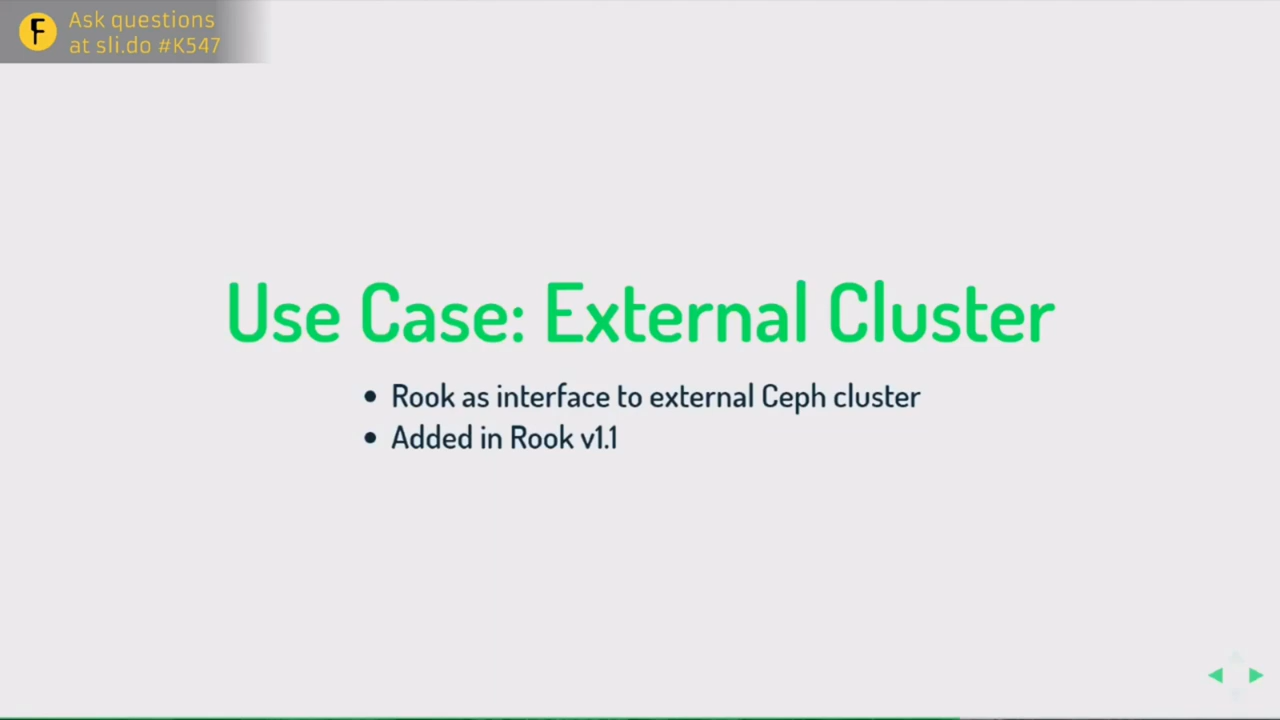 F
Ask questions
at sli.do #K547
Use Case: External Cluster
• Rook as interface to external Ceph cluster
• Added in Rook v1.1